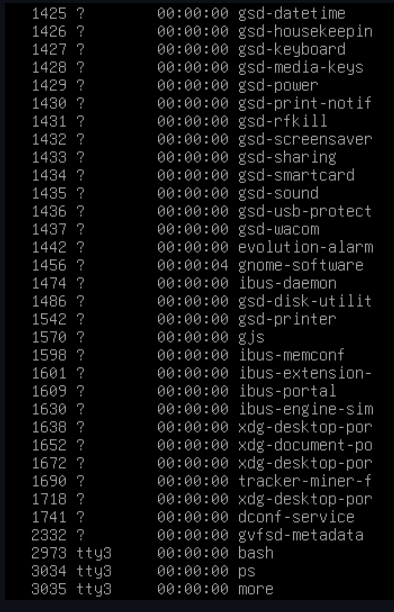 1425 ? 00:00:00 gsd-datetime
1426 ? 00:00:00 gsd-housekeepin
1427 ? 00:00:00 gsd-keyboard
1428 ? 00:00:00 gsd-media-keys
1429 ? 00:00:00 gsd-power
1430 ? 00:00:00 gsd-print-notif
1431 ? 00:00:00 gsd-rfkill
1432 ? 00:00:00 gsd-screensaver
1433 ? 00:00:00 gsd-sharing
1434 ? 00:00:00 gsd-smartcard
1435 ? 00:00:00 gsd-sound
1436 ? 00:00:00 gsd-usb-protect
1437 ? 00:00:00 gsd-wacom
1442 ? 00:00:00 evolution-alarm
1456 ? 00:00:04 gnome-software
1474 ? 00:00:00 ibus-daemon
1486 ? 00:00:00 gsd-disk-utilit
1542 ? 00:00:00 gsd-printer
1570 ? 00:00:00 gjs
1598 ? 00:00:00 ibus-memconf
1601 ? 00:00:00 ibus-extension-
1609 ? 00:00:00 ibus-portal
1630 ? 00:00:00 ibus-engine-sim
1638 ? 00:00:00 xdg-desktop-por
1652 ? 00:00:00 xdg-document-po
1672 ? 00:00:00 xdg-desktop-por
1690 ? 00:00:00 tracker-miner-f
1718 ? 00:00:00 xdg-desktop-por
1741 ? 00:00:00 dconf-service
2332 ? 00:00:00 gvfsd-metadata
2973 tty3 00:00:00 bash
3034 tty3 00:00:00 ps
3035 tty3 00:00:00 more